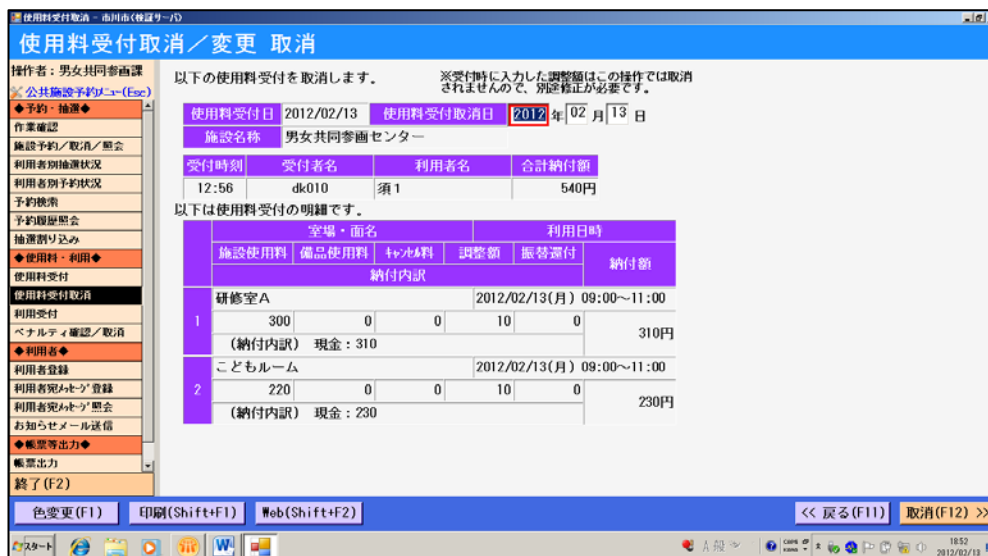 使用料受付取消 - 市川市(検証サーバ)
使用料受付取消／変更 取消
操作者：男女共同参画課
公共施設予約メニュー(Esc)
◆予約・抽選◆
作業確認
施設予約／取消／照会
利用者別抽選状況
利用者別予約状況
予約検索
予約履歴照会
抽選割り込み
◆使用料・利用◆
使用料受付
使用料受付取消
利用受付
ペナルティ確認／取消
◆利用者◆
利用者登録
利用者宛ﾒｯｾｰｼﾞ登録
利用者宛ﾒｯｾｰｼﾞ照会
お知らせメール送信
◆帳票等出力◆
帳票出力
終了(F2)
以下の使用料受付を取消します。
※受付時に入力した調整額はこの操作では取消
されませんので、別途修正が必要です。
使用料受付日 2012/02/13 使用料受付取消日 2012 年 02 月 13 日
施設名称 男女共同参画センター
受付時刻 受付者名 利用者名 合計納付額
12:56 dk010 須１ 540円
以下は使用料受付の明細です。
室場・面名 利用日時
施設使用料 備品使用料 ｷｬﾝｾﾙ料 調整額 振替還付 納付額
納付内訳
1 研修室Ａ 2012/02/13(月) 09:00～11:00
300 0 0 10 0 310円
(納付内訳) 現金：310
2 こどもルーム 2012/02/13(月) 09:00～11:00
220 0 0 10 0 230円
(納付内訳) 現金：230
色変更(F1) 印刷(Shift+F1) Web(Shift+F2) << 戻る(F11) 取消(F12) >>
スタート A 般 CAPS KANA 18:52
2012/02/13